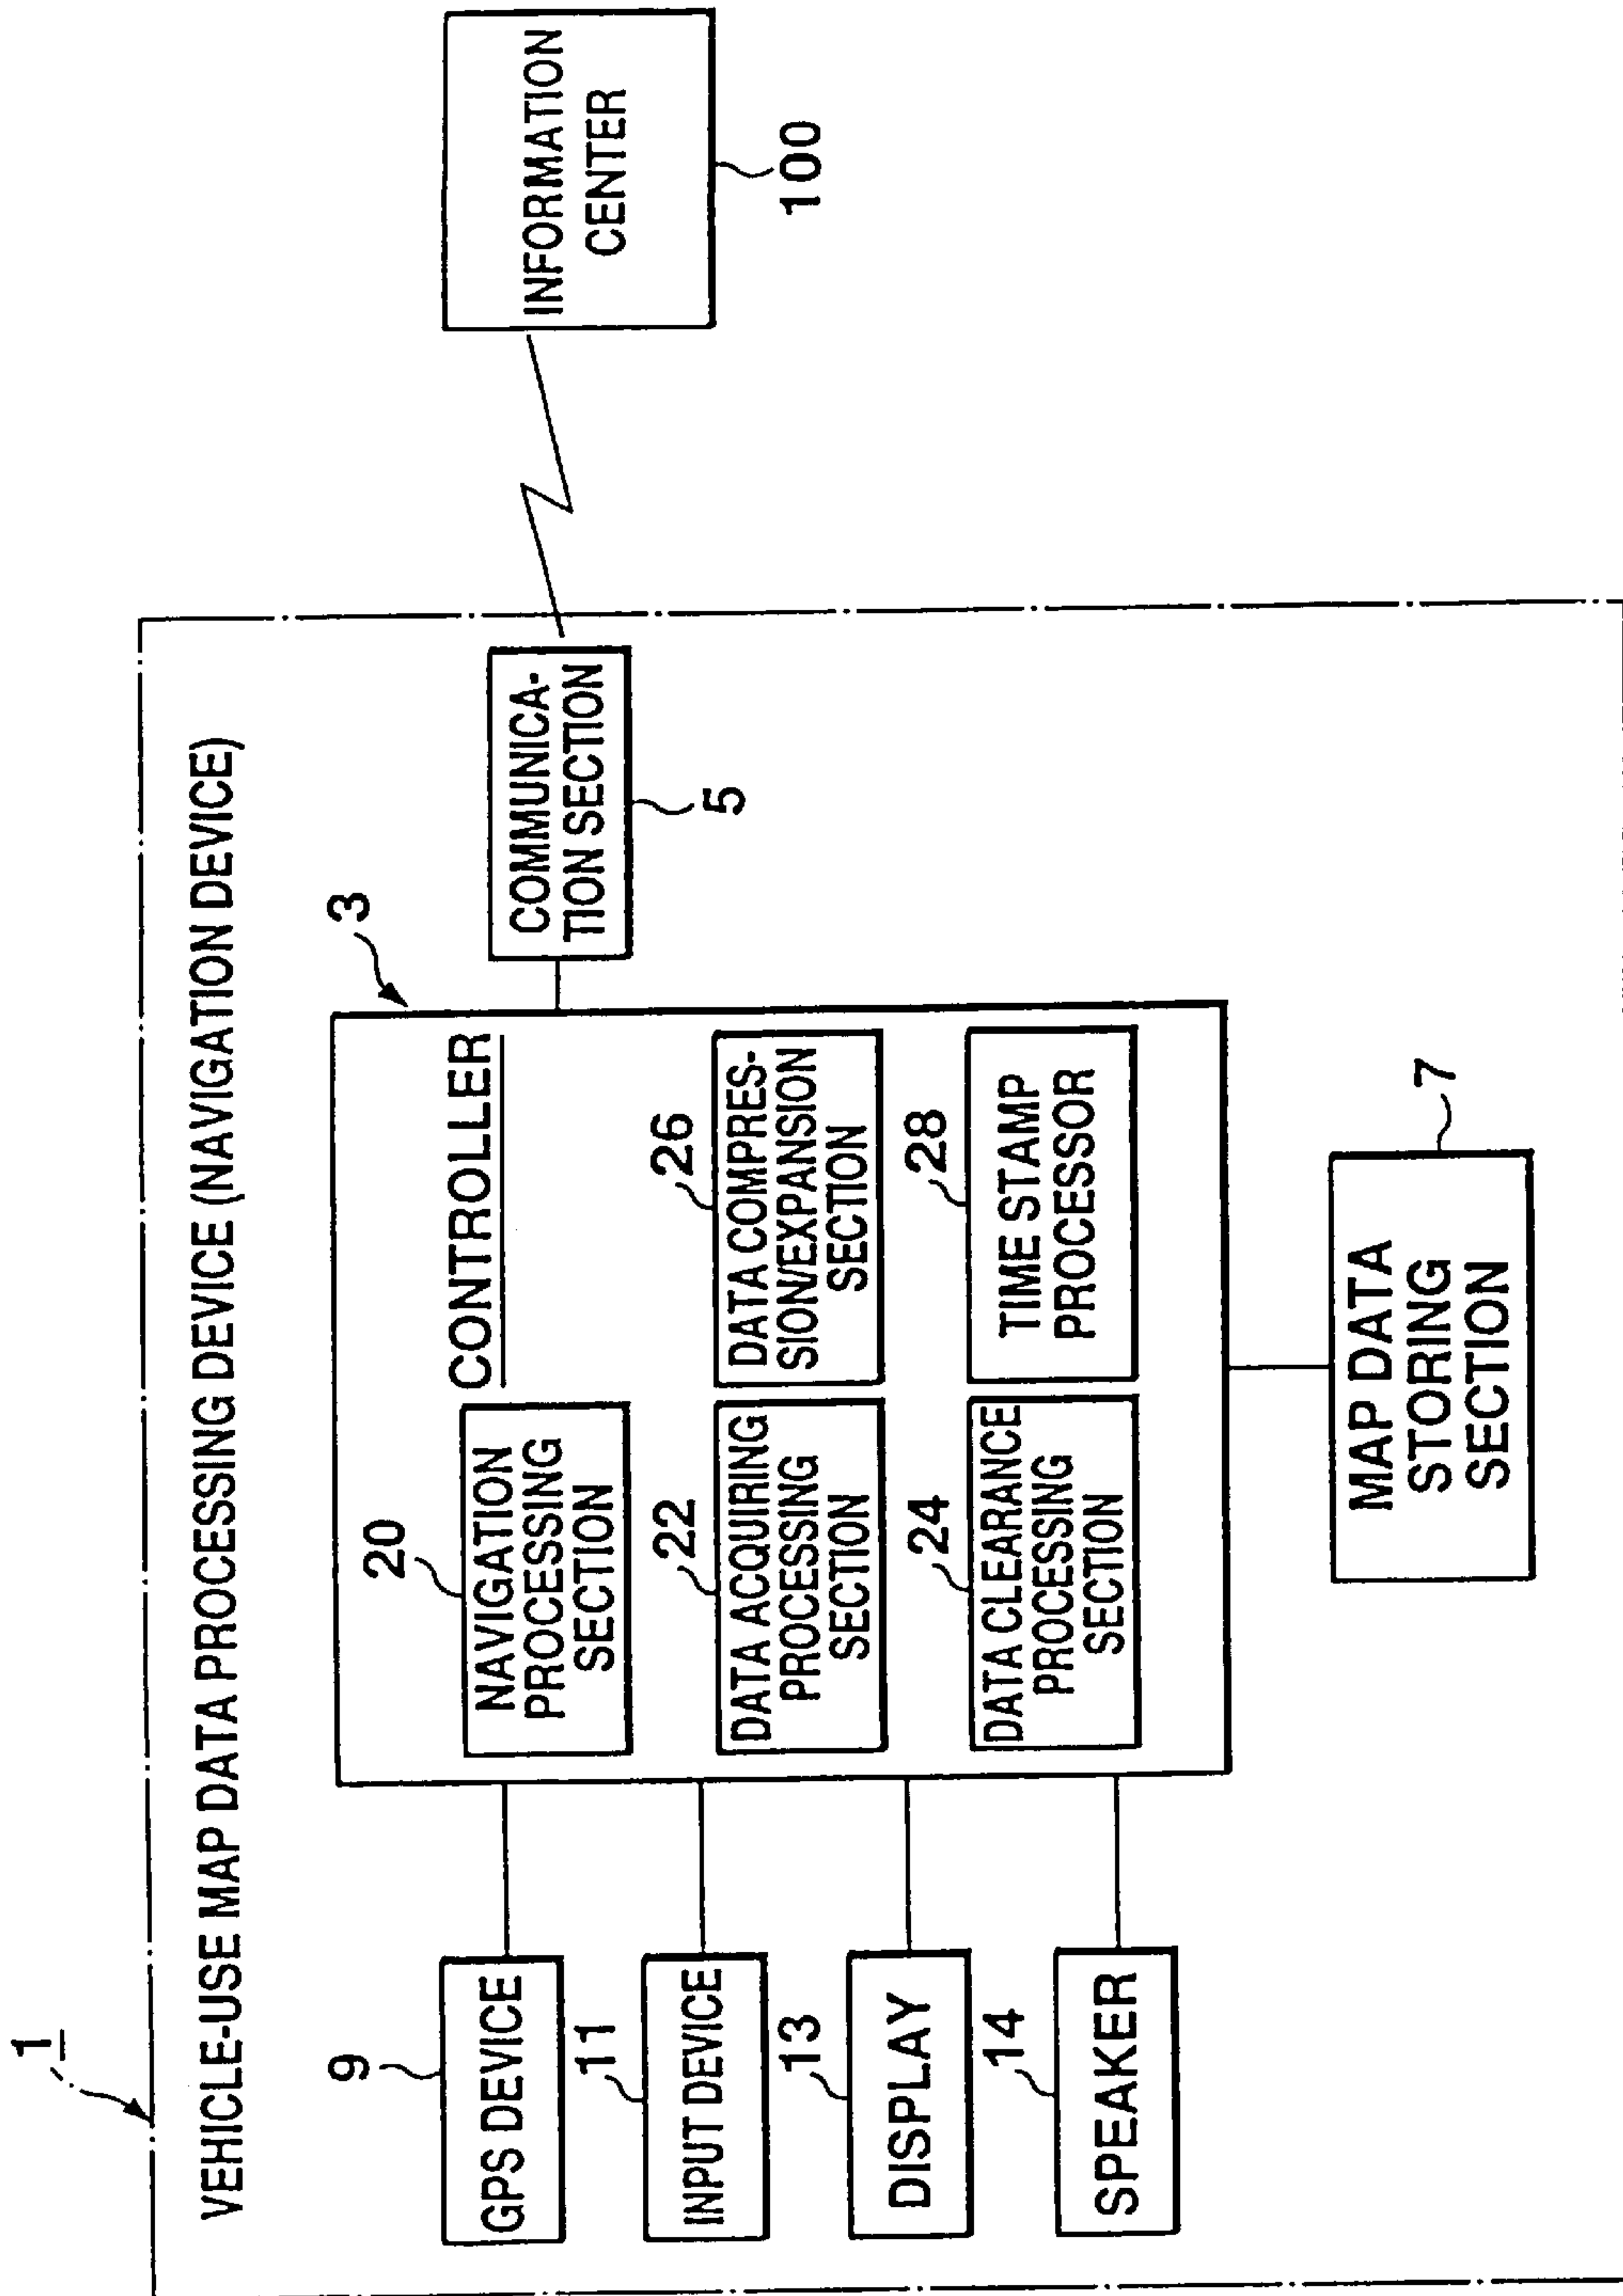 1
VEHICLE-USE MAP DATA PROCESSING DEVICE (NAVIGATION DEVICE)
3
CONTROLLER
9
GPS DEVICE
11
INPUT DEVICE
13
DISPLAY
14
SPEAKER
20
NAVIGATION
PROCESSING
SECTION
22
DATA ACQUIRING
PROCESSING
SECTION
24
DATA CLEARANCE
PROCESSING
SECTION
26
DATA COMPRES-
SION/EXPANSION
SECTION
28
TIME STAMP
PROCESSOR
COMMUNICA-
TION SECTION
5
INFORMATION
CENTER
100
7
MAP DATA
STORING
SECTION